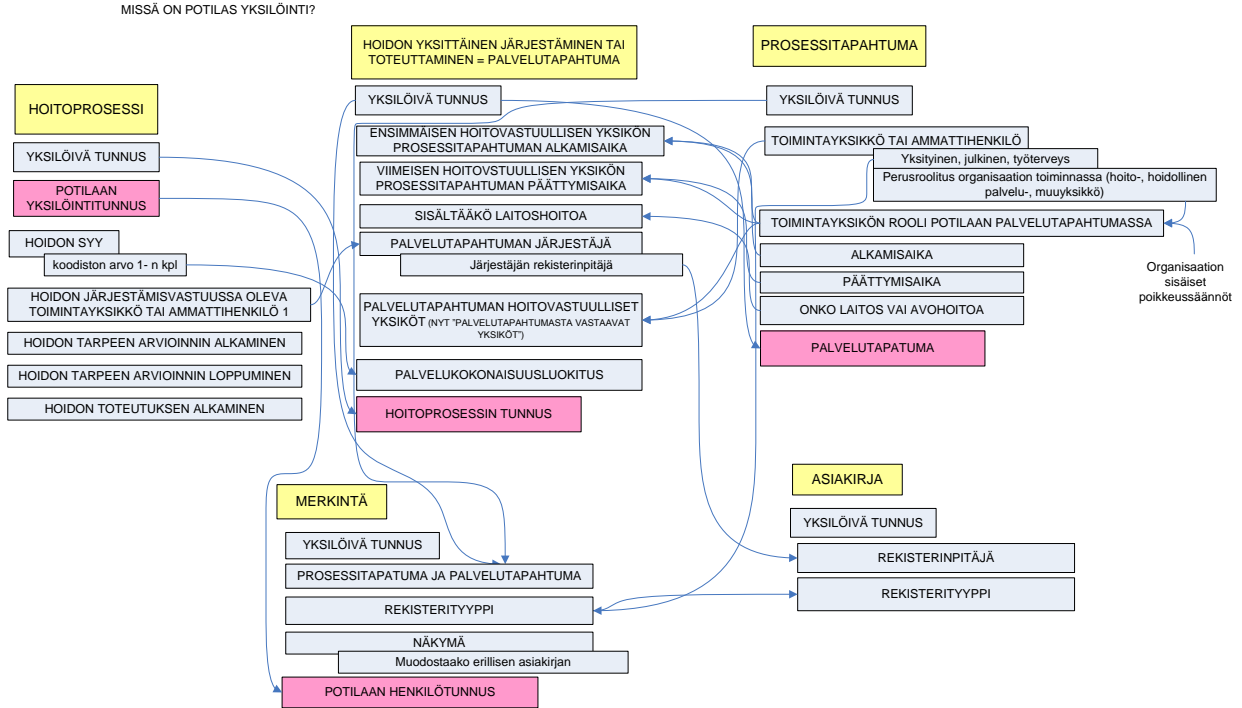 MISSÄ ON POTILAS YKSILÖINTI?
HOITOPROSESSI
YKSILÖIVÄ TUNNUS
POTILAAN
YKSILÖINTITUNNUS
HOIDON SYY
koodiston arvo 1- n kpl
HOIDON JÄRJESTÄMISVASTUUSSA OLEVA
TOIMINTAYKSIKKÖ TAI AMMATTIHENKILÖ 1
HOIDON TARPEEN ARVIOINNIN ALKAMINEN
HOIDON TARPEEN ARVIOINNIN LOPPUMINEN
HOIDON TOTEUTUKSEN ALKAMINEN
HOIDON YKSITTÄINEN JÄRJESTÄMINEN TAI
TOTEUTTAMINEN = PALVELUTAPAHTUMA
YKSILÖIVÄ TUNNUS
ENSIMMÄISEN HOITOVASTUULLISEN YKSIKÖN
PROSESSITAPAHTUMAN ALKAMISAIKA
VIIMEISEN HOITOVSTUULLISEN YKSIKÖN
PROSESSITAPAHTUMAN PÄÄTTYMISAIKA
SISÄLTÄÄKÖ LAITOSHOITOA
PALVELUTAPAHTUMAN JÄRJESTÄJÄ
Järjestäjän rekisterinpitäjä
PALVELUTAPAHTUMAN HOITOVASTUULLISET
YKSIKÖT (NYT "PALVELUTAPAHTUMASTA VASTAAVAT
YKSIKÖT")
PALVELUKOKONAISUUSLUOKITUS
HOITOPROSESSIN TUNNUS
PROSESSITAPAHTUMA
YKSILÖIVÄ TUNNUS
TOIMINTAYKSIKKÖ TAI AMMATTIHENKILÖ
Yksityinen, julkinen, työterveys
Perusroolitus organisaation toiminnassa (hoito-, hoidollinen
palvelu-, muuyksikkö)
TOIMINTAYKSIKÖN ROOLI POTILAAN PALVELUTAPAHTUMASSA
ALKAMISAIKA
PÄÄTTYMISAIKA
ONKO LAITOS VAI AVOHOITOA
PALVELUTAPATUMA
Organisaation
sisäiset
poikkeussäännöt
MERKINTÄ
YKSILÖIVÄ TUNNUS
PROSESSITAPATUMA JA PALVELUTAPAHTUMA
REKISTERITYYPPI
NÄKYMÄ
Muodostaako erillisen asiakirjan
POTILAAN HENKILÖTUNNUS
ASIAKIRJA
YKSILÖIVÄ TUNNUS
REKISTERINPITÄJÄ
REKISTERITYYPPI